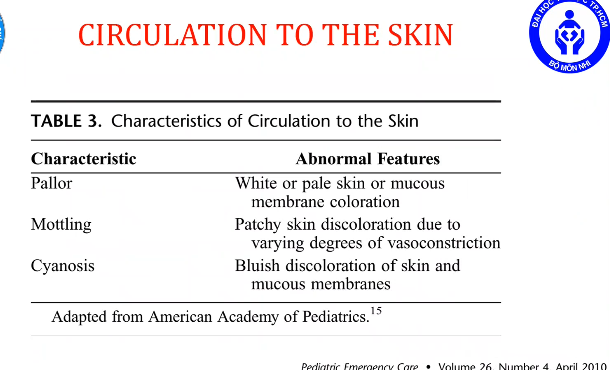 CIRCULATION TO THE SKIN
ĐẠI HỌC TP.HCM
BỘ MÔN NHI
TABLE 3. Characteristics of Circulation to the Skin
Characteristic Abnormal Features
Pallor White or pale skin or mucous
membrane coloration
Mottling Patchy skin discoloration due to
varying degrees of vasoconstriction
Cyanosis Bluish discoloration of skin and
mucous membranes
Adapted from American Academy of Pediatrics.15
Pediatric Emergency Care • Volume 26, Number 4, April 2010